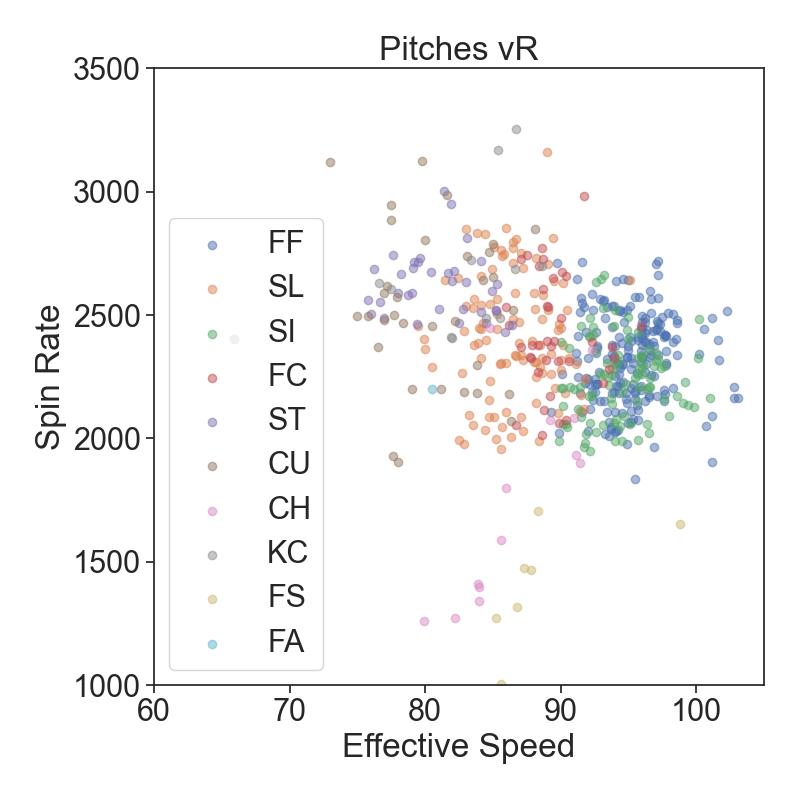 Pitches vR
3500
3000
2500
2000
1500
1000
Spin Rate
FF
SL
SI
FC
ST
CU
CH
KC
FS
FA
60
70
80
90
100
Effective Speed